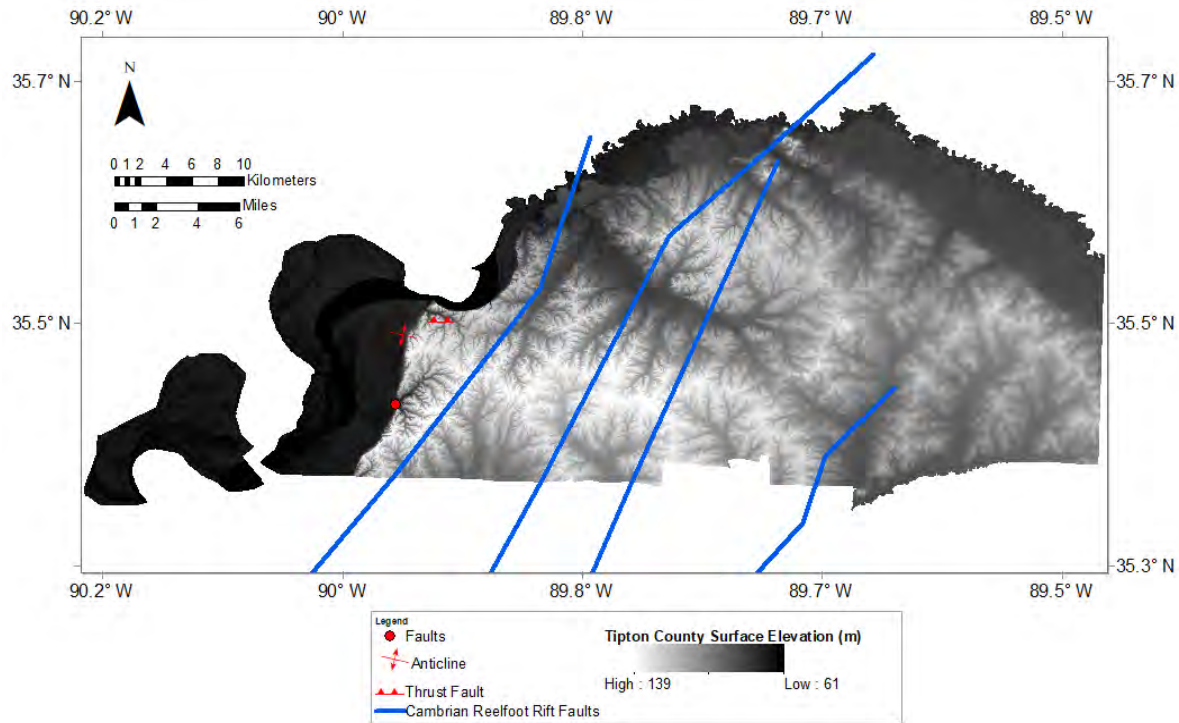 90.2° W 90° W 89.8° W 89.7° W 89.5° W
35.7° N 35.7° N
N
0 1 2 4 6 8 10
Kilometers
Miles
0 1 2 4 6
35.5° N 35.5° N
35.3° N
90.2° W 90° W 89.8° W 89.7° W 89.5° W
Legend
Faults
Anticline
Thrust Fault
Cambrian Reelfoot Rift Faults
Tipton County Surface Elevation (m)
High : 139 Low : 61